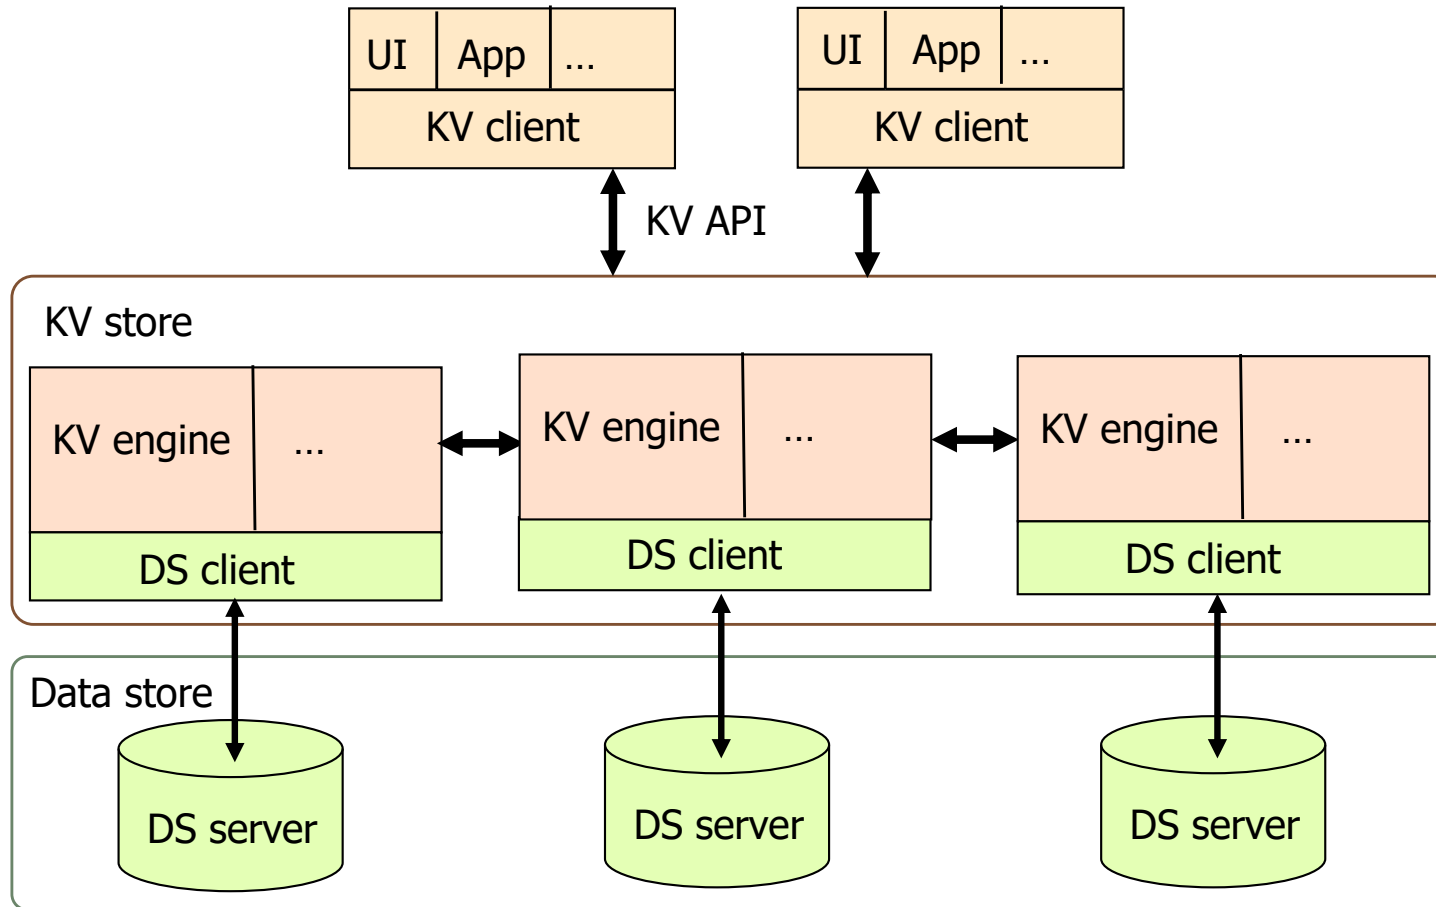 UI App ...
KV client
UI App ...
KV client
KV API
KV store
KV engine ...
DS client
KV engine ...
DS client
KV engine ...
DS client
Data store
DS server
DS server
DS server